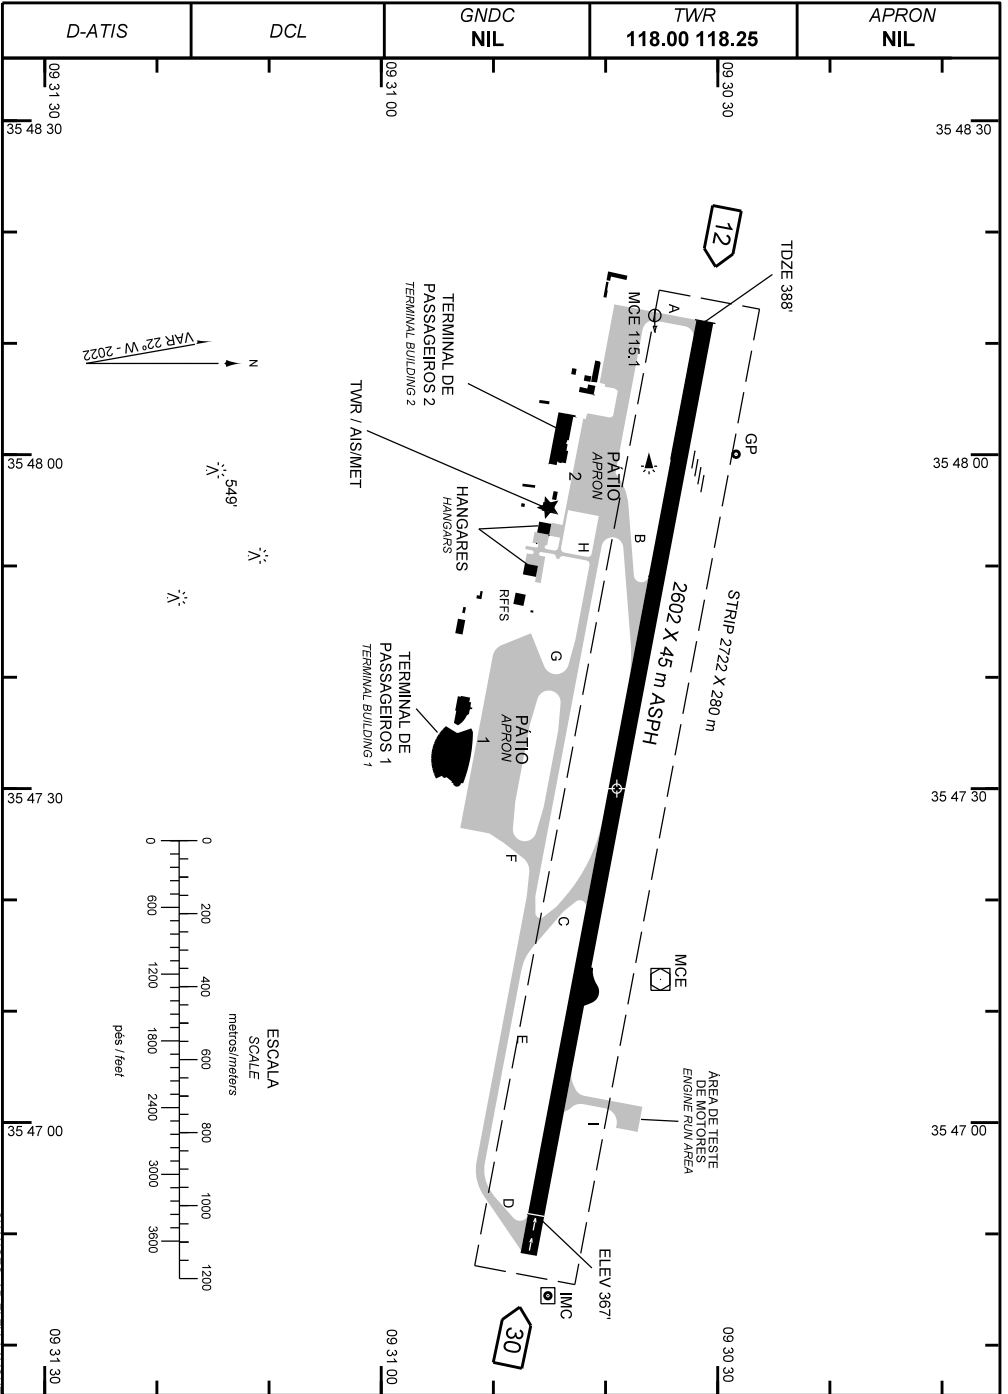 D-ATIS
DCL
GNDC
NIL
TWR
118.00 118.25
APRON
NIL
09 31 30
09 31 00
09 30 30
35 48 30
35 48 30
12
TDZE 388'
A
MCE 115.1
TERMINAL DE
PASSAGEIROS 2
TERMINAL BUILDING 2
VAR 22° W - 2022
N
TWR / AIS/MET
GP
35 48 00
35 48 00
PÁTIO
APRON
2
549'
HANGARES
HANGARS
H
B
RFFS
STRIP 2722 X 280 m
2602 X 45 m ASPH
G
TERMINAL DE
PASSAGEIROS 1
TERMINAL BUILDING 1
PÁTIO
APRON
1
35 47 30
35 47 30
F
C
MCE
E
ESCALA
SCALE
metros/meters
0
200
400
600
800
1000
1200
0
600
1200
1800
2400
3000
3600
pés / feet
ÁREA DE TESTE
DE MOTORES
ENGINE RUN AREA
I
35 47 00
35 47 00
D
ELEV 367'
IMC
30
09 31 30
09 31 00
09 30 30